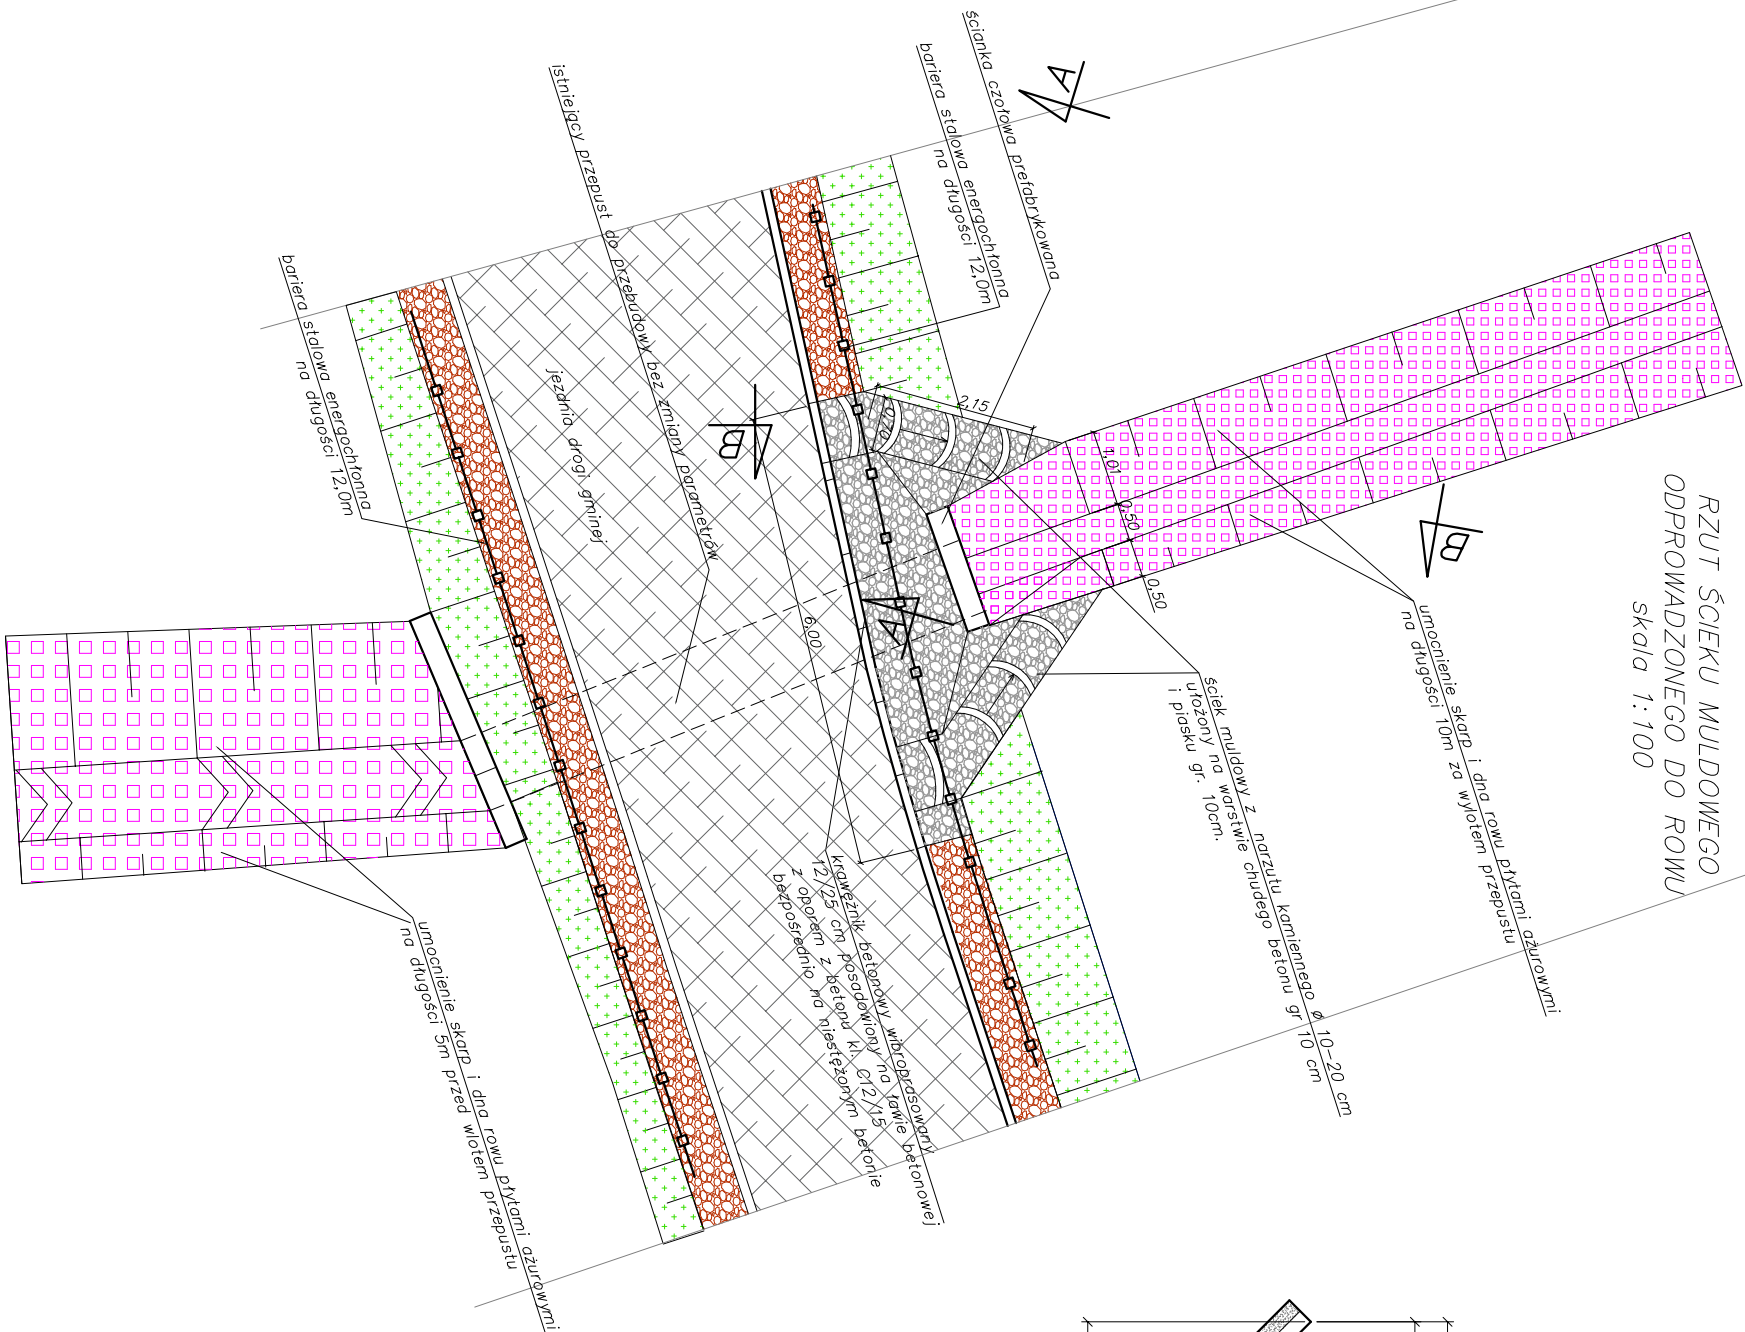 RZUT ŚCIEKU MULDOWEGO
ODPROWADZONEGO DO ROWU
skala 1:100
umocnienie skarp i dna rowu płytami ażurowymi
na długości 10m za wylotem przepustu
ściek muldowy z narzutu kamiennego ø 10-20 cm
ułożony na warstwie chudego betonu gr 10 cm
i piasku gr. 10cm.
ścianka czołowa prefabrykowana
bariera stalowa energochłonna
na długości 12,0m
A
A
B
B
2,15
0,70
1,01
0,50
0,50
6,00
krawężnik betonowy wibroprasowany
12/25 cm posadowiony na ławie betonowej
z oporem z betonu kl. C12/15
bezpośrednio na niestężonym betonie
istniejący przepust do przebudowy bez zmiany parametrów
jezdnia drogi gminnej
bariera stalowa energochłonna
na długości 12,0m
umocnienie skarp i dna rowu płytami ażurowymi
na długości 5m przed wlotem przepustu